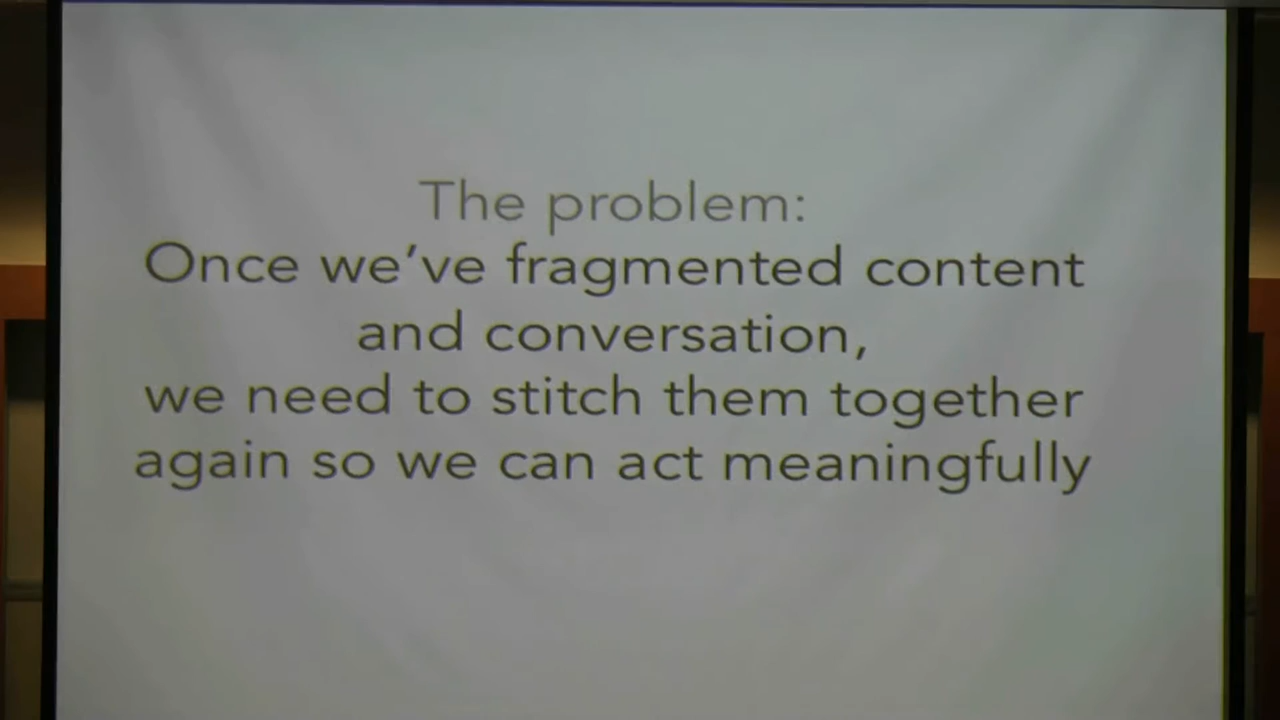 The problem:
Once we’ve fragmented content
and conversation,
we need to stitch them together
again so we can act meaningfully